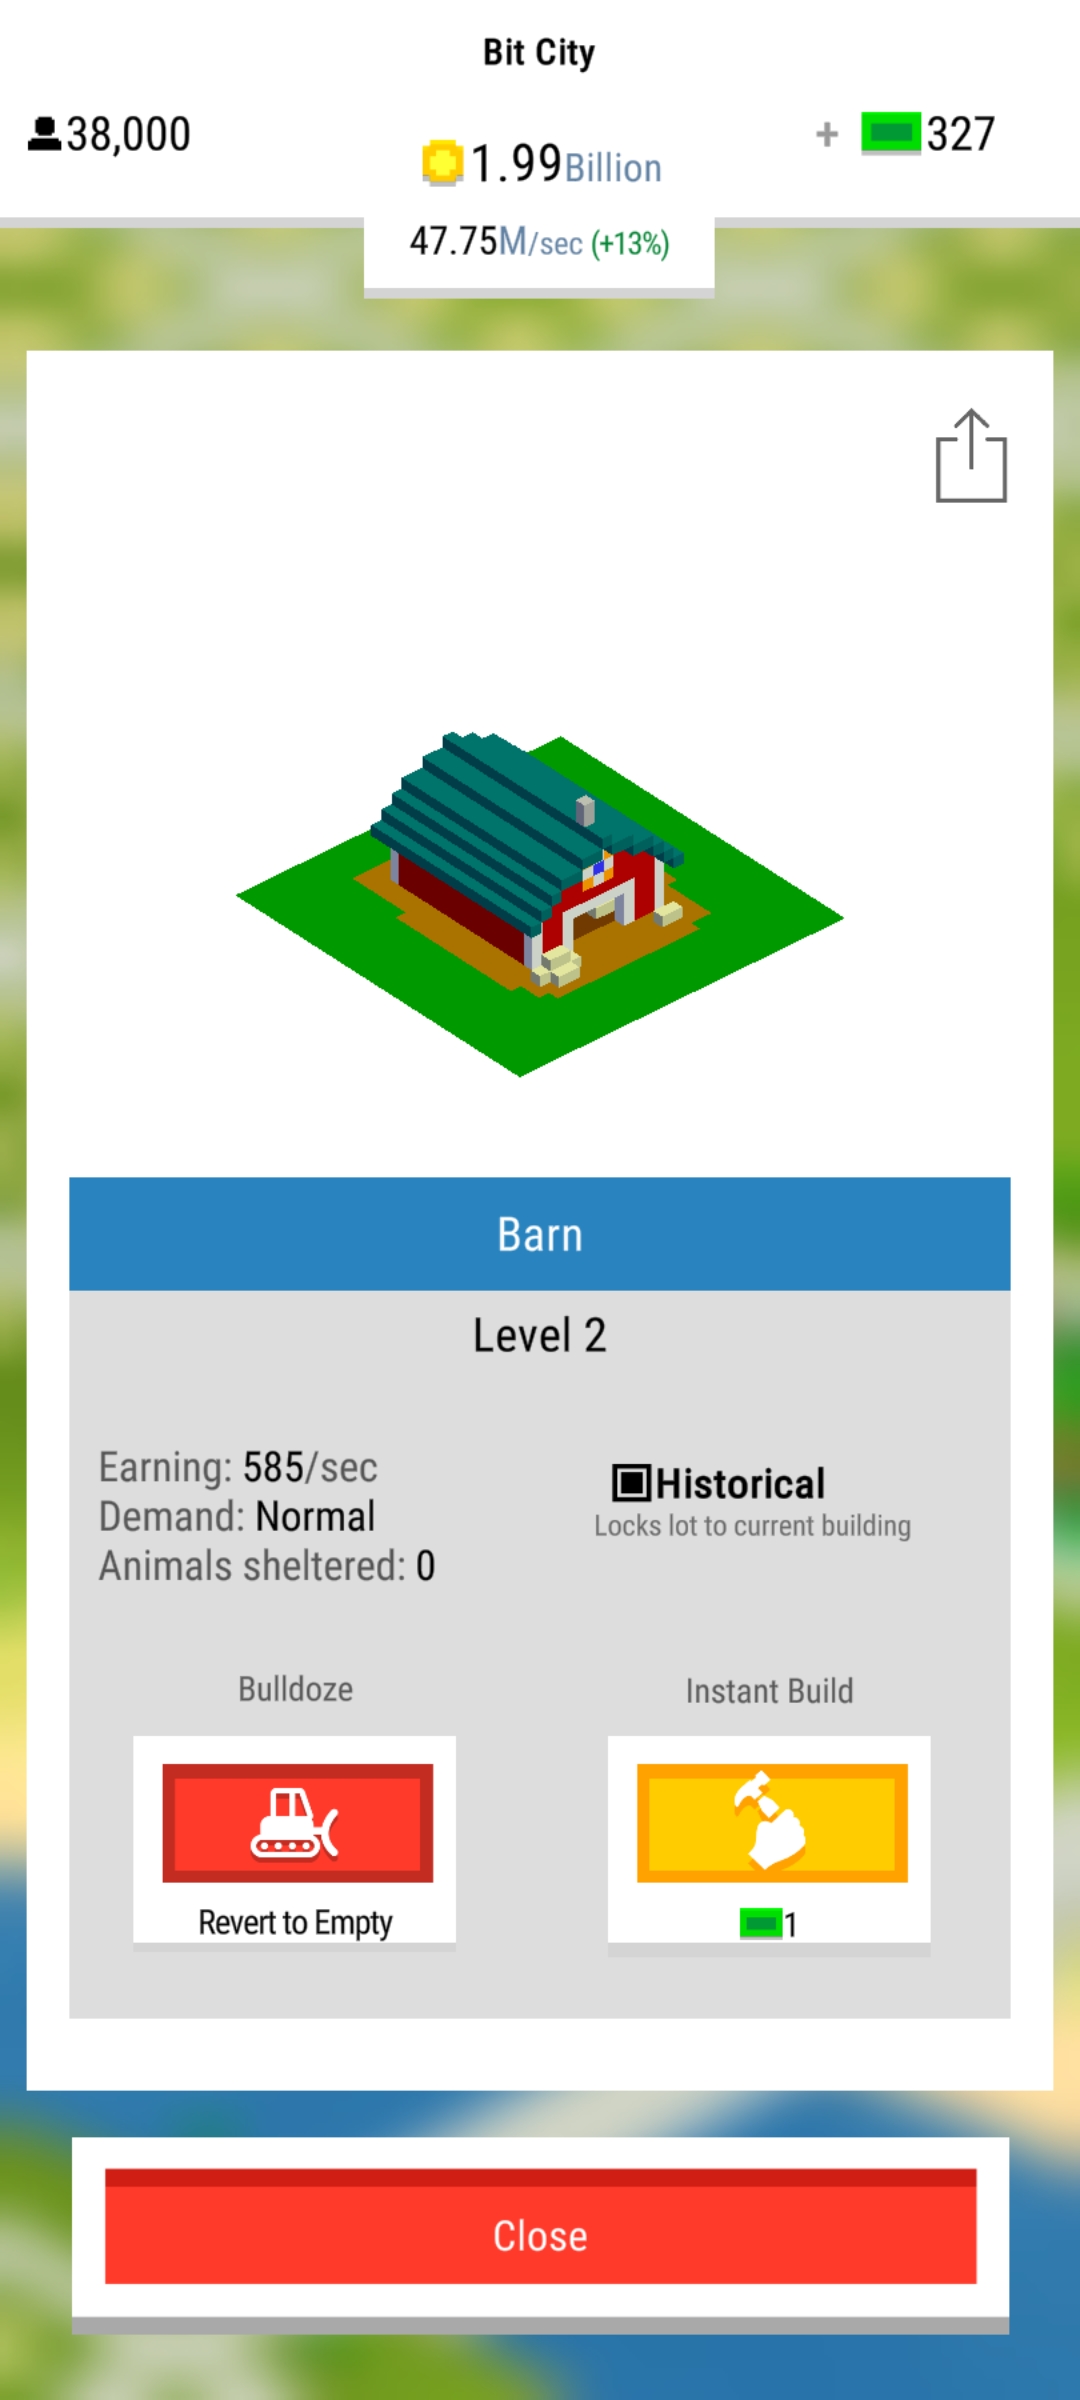 Bit City
38,000
1.99Billion
+ 327
47.75M/sec (+13%)
Barn
Level 2
Earning: 585/sec
Demand: Normal
Animals sheltered: 0
Historical
Locks lot to current building
Bulldoze
Revert to Empty
Instant Build
1
Close